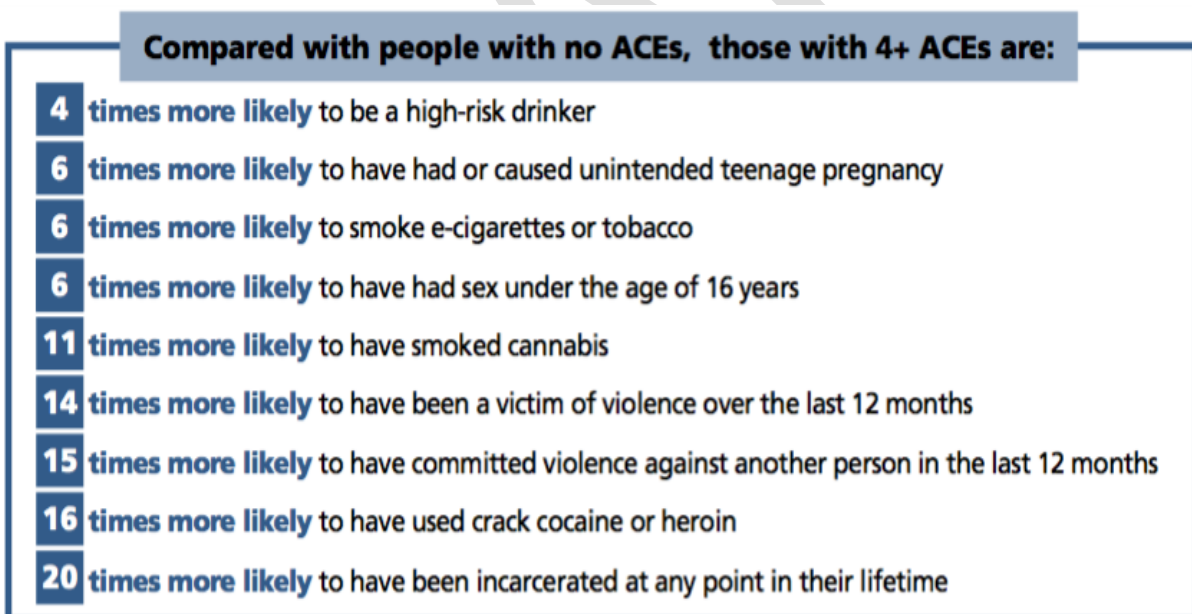 Compared with people with no ACEs, those with 4+ ACEs are:
4 times more likely to be a high-risk drinker
6 times more likely to have had or caused unintended teenage pregnancy
6 times more likely to smoke e-cigarettes or tobacco
6 times more likely to have had sex under the age of 16 years
11 times more likely to have smoked cannabis
14 times more likely to have been a victim of violence over the last 12 months
15 times more likely to have committed violence against another person in the last 12 months
16 times more likely to have used crack cocaine or heroin
20 times more likely to have been incarcerated at any point in their lifetime